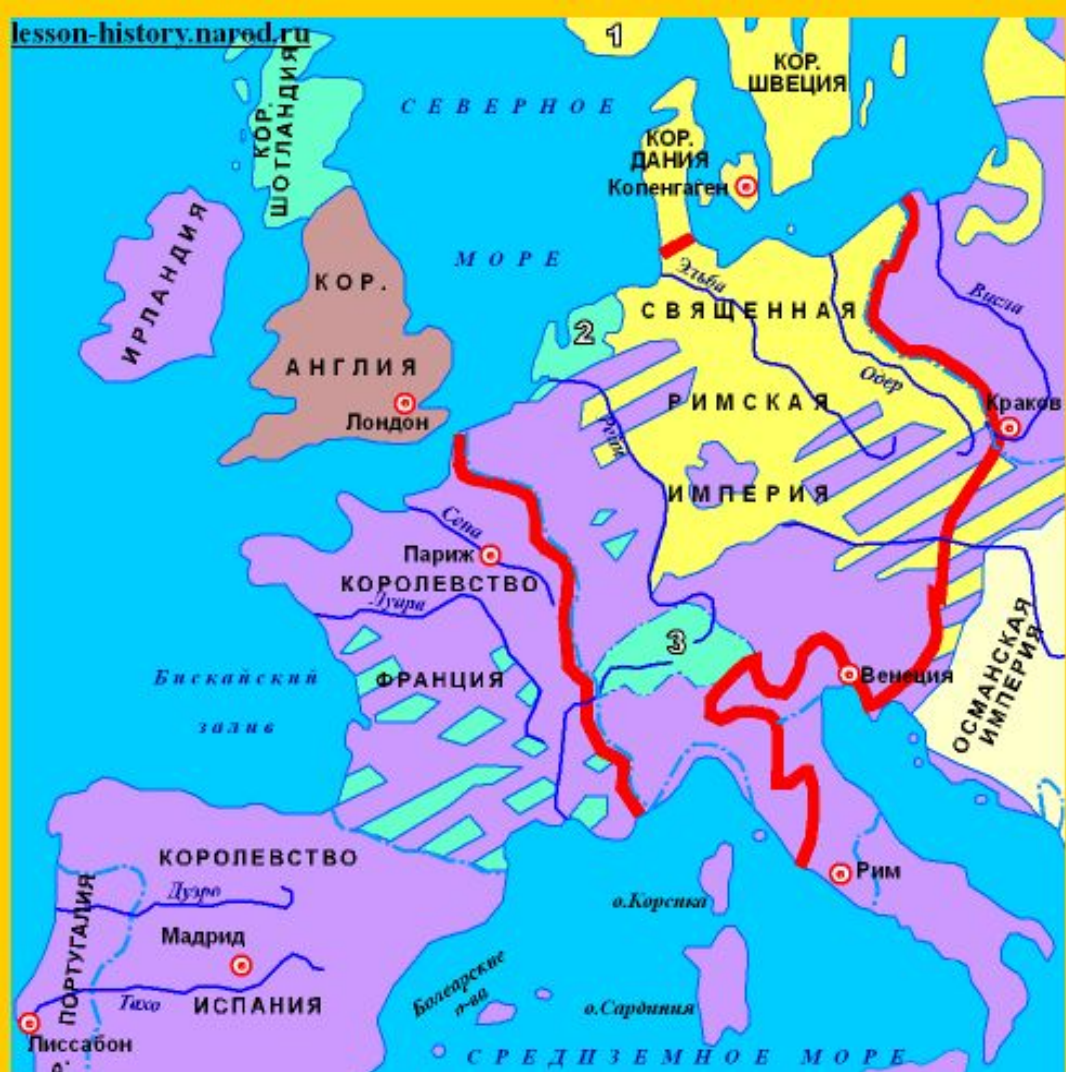 lesson-history.narod.ru
1
КОР.
ШВЕЦИЯ
КОР.
ШОТЛАНДИЯ
СЕВЕРНОЕ
КОР.
ДАНИЯ
Копенгаген
ИРЛАНДИЯ
МОРЕ
Эльба
КОР.
СВЯЩЕННАЯ
Висла
2
АНГЛИЯ
Одер
РИМСКАЯ
Краков
Лондон
Рейн
ИМПЕРИЯ
Сена
Париж
КОРОЛЕВСТВО
Луара
3
Бискайский
ФРАНЦИЯ
Венеция
ОСМАНСКАЯ
ИМПЕРИЯ
залив
КОРОЛЕВСТВО
Рим
Дуэро
о.Корсика
ПОРТУГАЛИЯ
Мадрид
Болеарские
о-ва
Тахо
ИСПАНИЯ
о.Сардиния
Лиссабон
СРЕДИЗЕМНОЕ МОРЕ